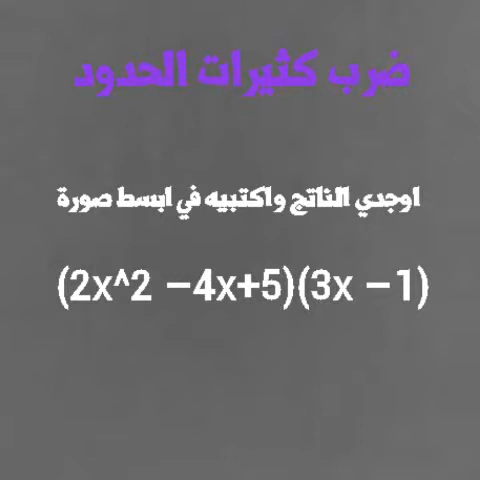 ضرب كثيرات الحدود
اوجدي الناتج واكتبيه في ابسط صورة
(2x^2 −4x+5)(3x −1)